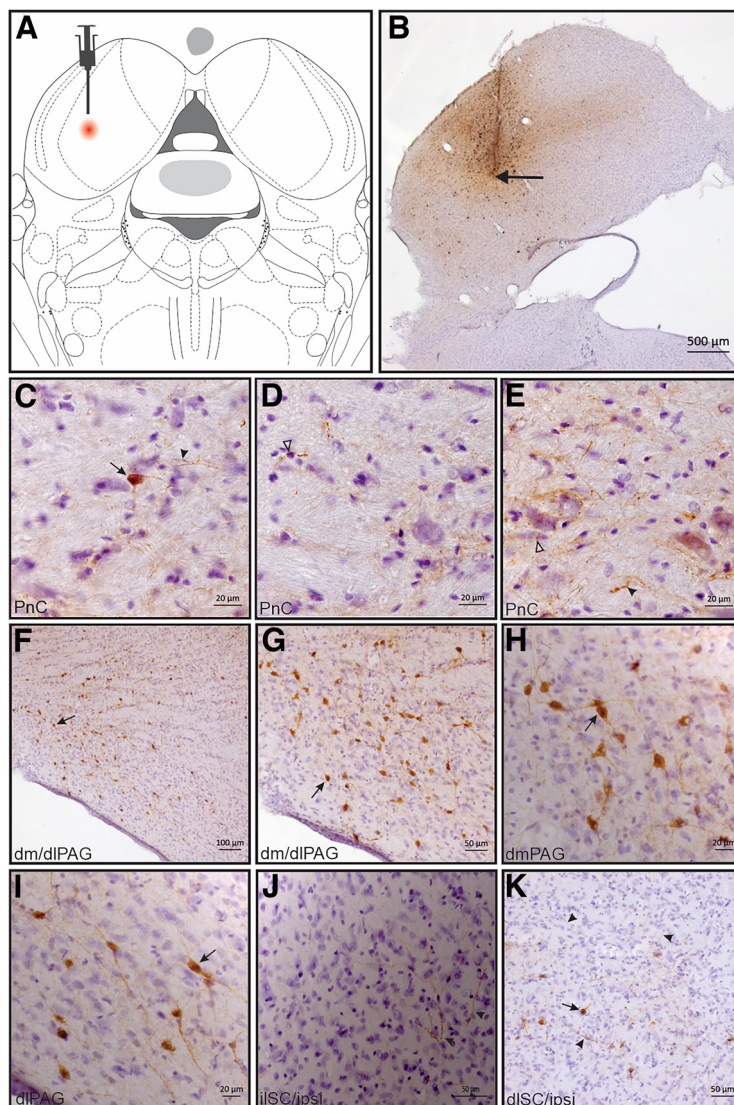 A
B
500 µm
C
PnC
20 µm
D
PnC
20 µm
E
PnC
20 µm
F
dm/dlPAG
100 µm
G
dm/dlPAG
50 µm
H
dmPAG
20 µm
I
dlPAG
20 µm
J
ilSC/ipsi
50 µm
K
dlSC/ipsi
50 µm